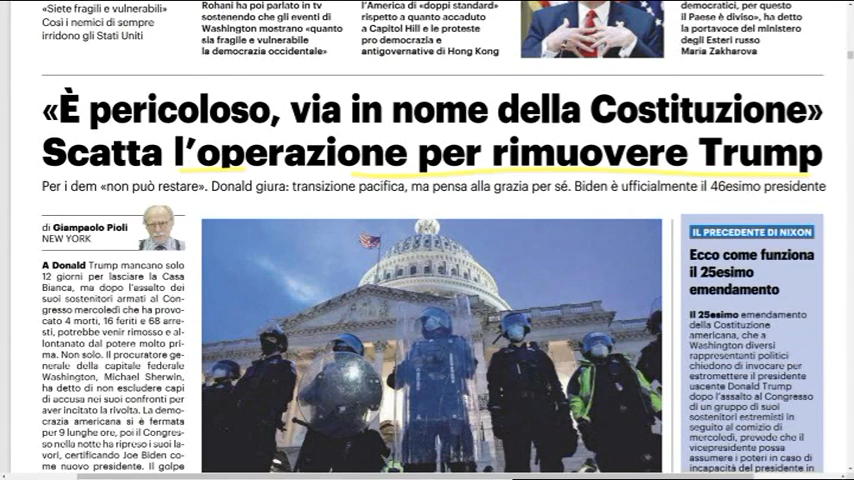 «Siete fragili e vulnerabili»
Così i nemici di sempre
irridono gli Stati Uniti
Rohani ha poi parlato in tv
sostenendo che gli eventi di
Washington mostrano «quanto
sia fragile e vulnerabile
la democrazia occidentale»
l'America di «doppi standard»
rispetto a quanto accaduto
a Capitol Hill e le proteste
pro democrazia e
antigovernative di Hong Kong
democratici, per questo
il Paese è diviso», ha detto
la portavoce del ministero
degli Esteri russo
Maria Zakharova
«È pericoloso, via in nome della Costituzione»
Scatta l'operazione per rimuovere Trump
Per i dem «non può restare». Donald giura: transizione pacifica, ma pensa alla grazia per sé. Biden è ufficialmente il 46esimo presidente
di Giampaolo Pioli
NEW YORK
A Donald Trump mancano solo
12 giorni per lasciare la Casa
Bianca, ma dopo l'assalto dei
suoi sostenitori armati al Con-
gresso mercoledì che ha provoca-
to 4 morti, 16 feriti e 68 arre-
sti, potrebbe venir rimosso e al-
lontanato dal potere molto pri-
ma. Non solo. Il procuratore ge-
nerale della capitale federale
Washington, Michael Sherwin,
ha detto di non escludere capi
di accusa nei suoi confronti per
aver incitato la rivolta. La demo-
crazia americana si è fermata
per 9 lunghe ore, poi il Congres-
so nella notte ha ripreso i suoi la-
vori, certificando Joe Biden co-
me nuovo presidente. Il golpe
IL PRECEDENTE DI NIXON
Ecco come funziona
il 25esimo
emendamento
Il 25esimo emendamento
della Costituzione
americana, che a
Washington diversi
rappresentanti politici
chiedono di invocare per
estromettere il presidente
uscente Donald Trump
dopo l'assalto al Congresso
di un gruppo di suoi
sostenitori estremisti in
seguito al comizio di
mercoledì, prevede che il
vicepresidente possa
assumere i poteri in caso di
incapacità del presidente in